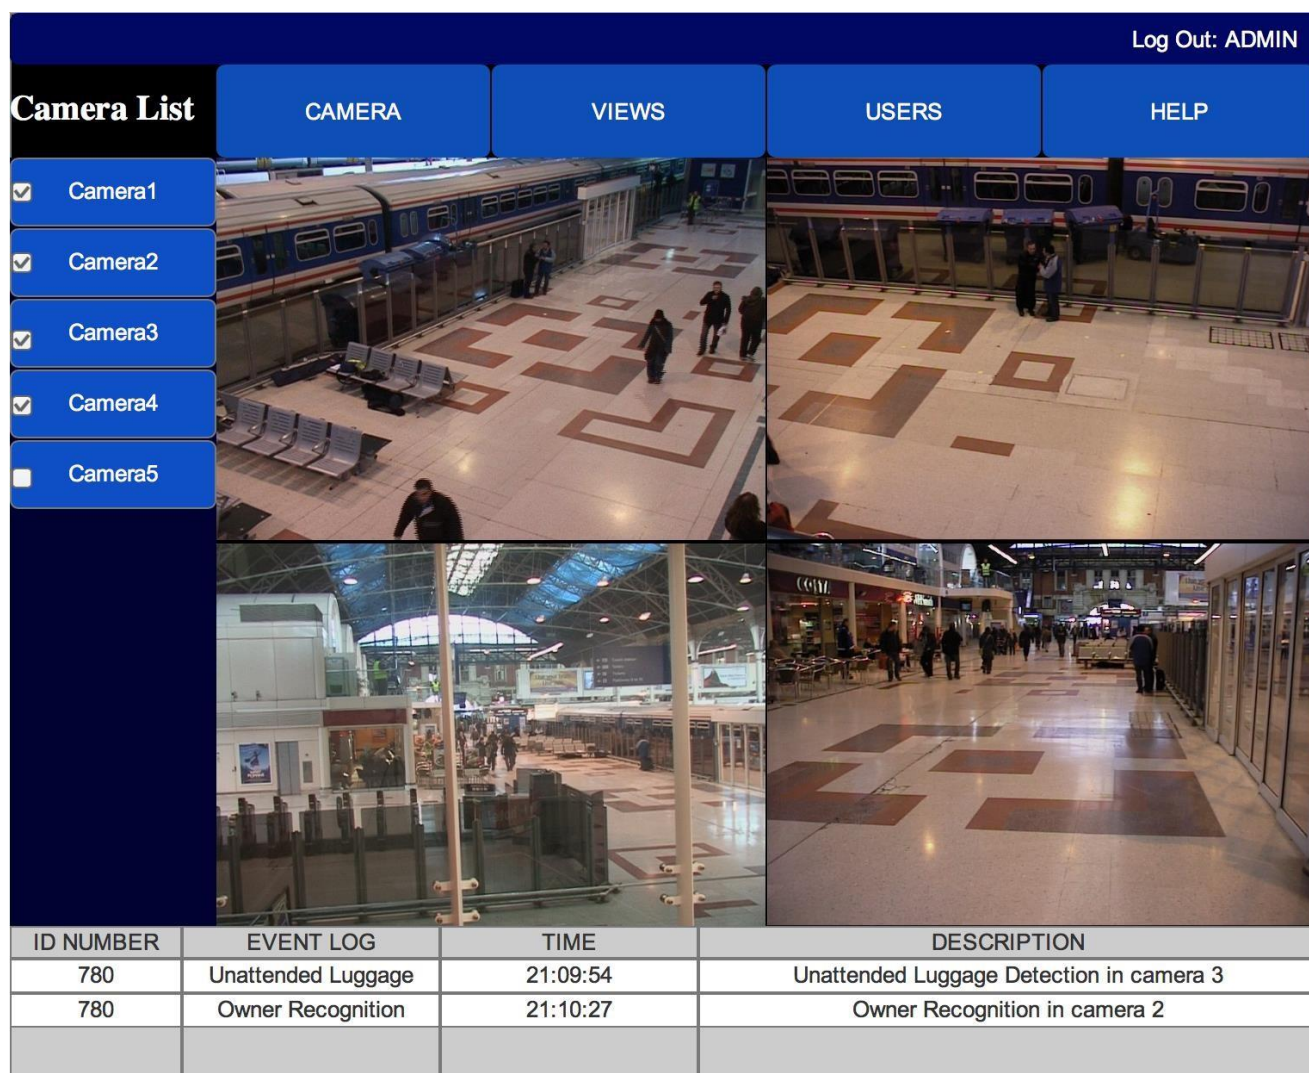 Log Out: ADMIN
Camera List
CAMERA
VIEWS
USERS
HELP
Camera1
Camera2
Camera3
Camera4
Camera5
COSTA
ID NUMBER EVENT LOG TIME DESCRIPTION
780 Unattended Luggage 21:09:54 Unattended Luggage Detection in camera 3
780 Owner Recognition 21:10:27 Owner Recognition in camera 2